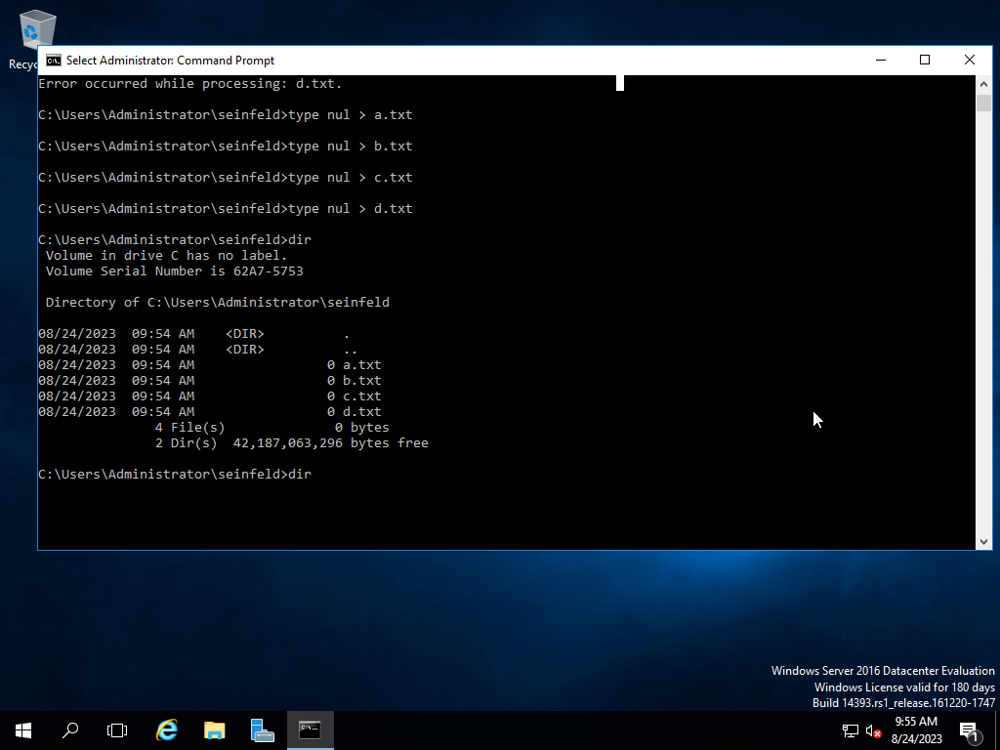 Recyc
Select Administrator: Command Prompt
Error occurred while processing: d.txt.
C:\Users\Administrator\seinfeld>type nul > a.txt
C:\Users\Administrator\seinfeld>type nul > b.txt
C:\Users\Administrator\seinfeld>type nul > c.txt
C:\Users\Administrator\seinfeld>type nul > d.txt
C:\Users\Administrator\seinfeld>dir
Volume in drive C has no label.
Volume Serial Number is 62A7-5753
Directory of C:\Users\Administrator\seinfeld
08/24/2023  09:54 AM    <DIR>          .
08/24/2023  09:54 AM    <DIR>          ..
08/24/2023  09:54 AM                 0 a.txt
08/24/2023  09:54 AM                 0 b.txt
08/24/2023  09:54 AM                 0 c.txt
08/24/2023  09:54 AM                 0 d.txt
4 File(s)              0 bytes
2 Dir(s)  42,187,063,296 bytes free
C:\Users\Administrator\seinfeld>dir
Windows Server 2016 Datacenter Evaluation
Windows License valid for 180 days
Build 14393.rs1_release.161220-1747
9:55 AM
8/24/2023
1